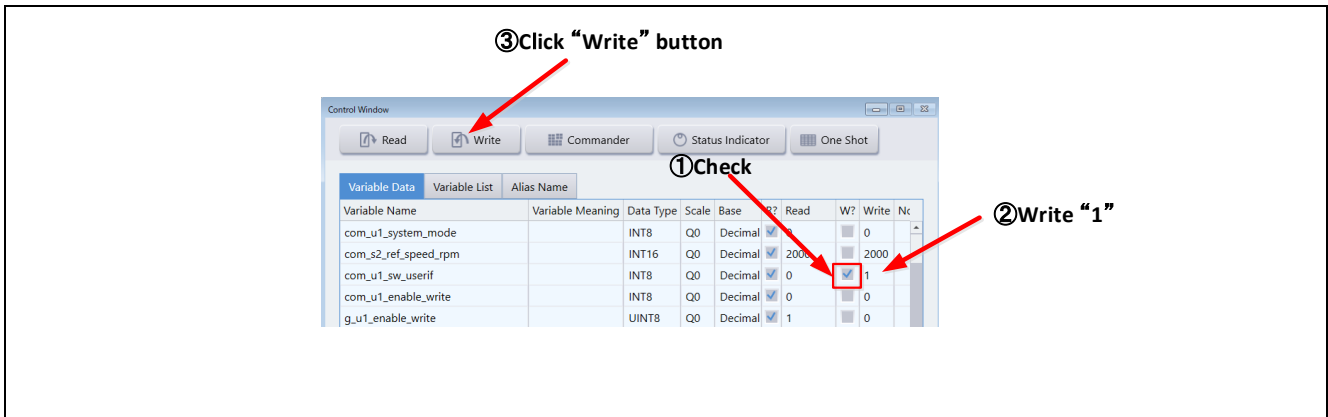 ③Click “Write” button
Control Window
Read Write Commander Status Indicator One Shot
①Check
Variable Data Variable List Alias Name
Variable Name Variable Meaning Data Type Scale Base R? Read W? Write
②Write “1”
com_u1_system_mode INT8 Q0 Decimal 0 0
com_s2_ref_speed_rpm INT16 Q0 Decimal 2000 2000
com_u1_sw_userif INT8 Q0 Decimal 0 1
com_u1_enable_write INT8 Q0 Decimal 0 0
g_u1_enable_write UINT8 Q0 Decimal 1 0